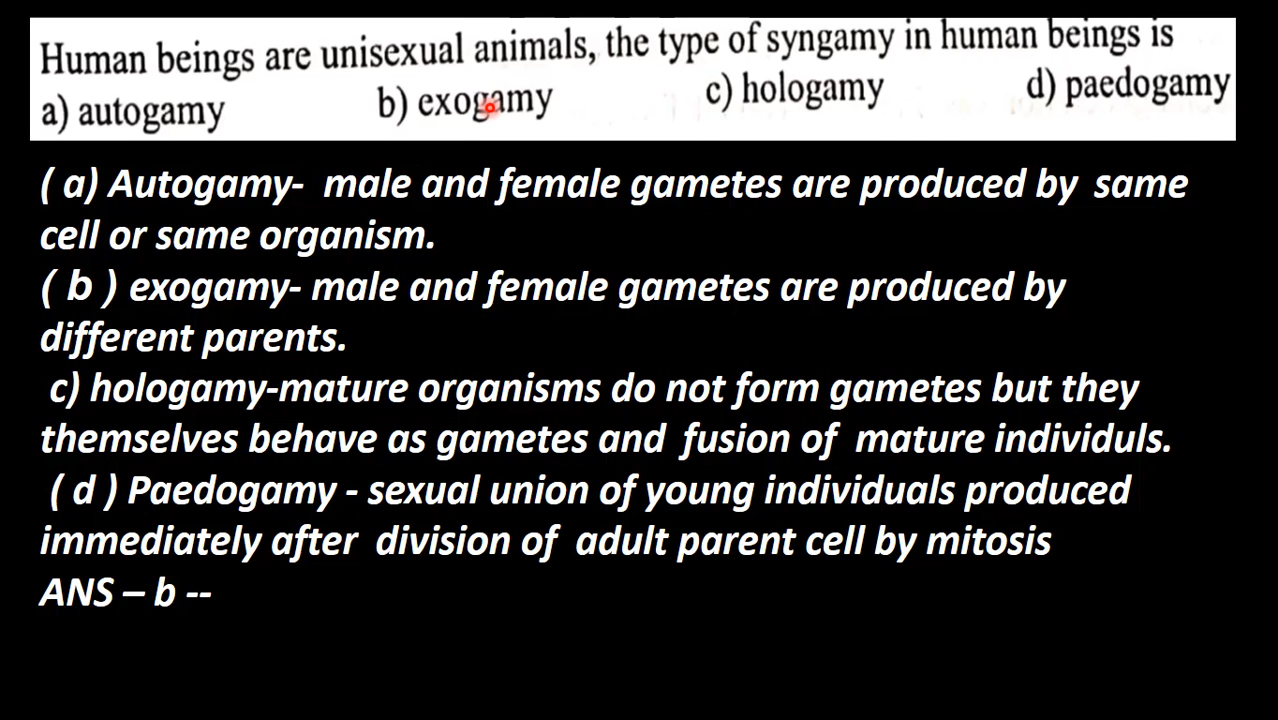 Human beings are unisexual animals, the type of syngamy in human beings is
a) autogamy b) exogamy c) hologamy d) paedogamy
( a) Autogamy- male and female gametes are produced by same
cell or same organism.
( b ) exogamy- male and female gametes are produced by
different parents.
c) hologamy-mature organisms do not form gametes but they
themselves behave as gametes and fusion of mature individuls.
( d ) Paedogamy - sexual union of young individuals produced
immediately after division of adult parent cell by mitosis
ANS – b --